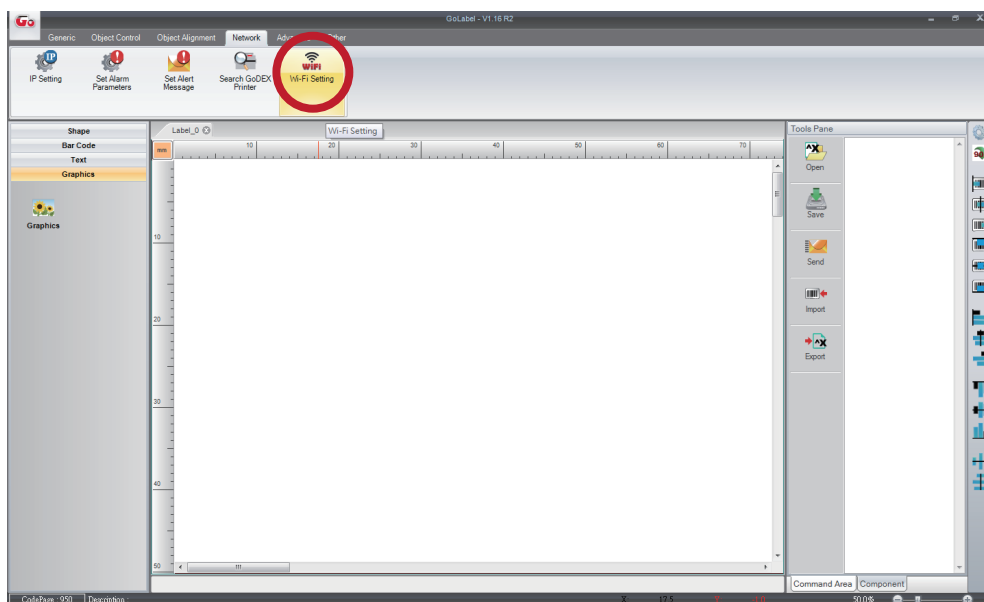 GoLabel - V1.16 R2
Go
Generic Object Control Object Alignment Network
IP
WiFi
IP Setting Set Alarm Parameters Set Alert Message Search GoDEX Printer Wi-Fi Setting
Shape
Bar Code
Text
Graphics
Graphics
Label_0
Wi-Fi Setting
mm 10 20 30 40 50 60 70
10
20
30
40
50
Tools Pane
Open
Save
Send
Import
Export
Command Area Component
CodePage : 950 Description :
X 17.5 Y
50.0%